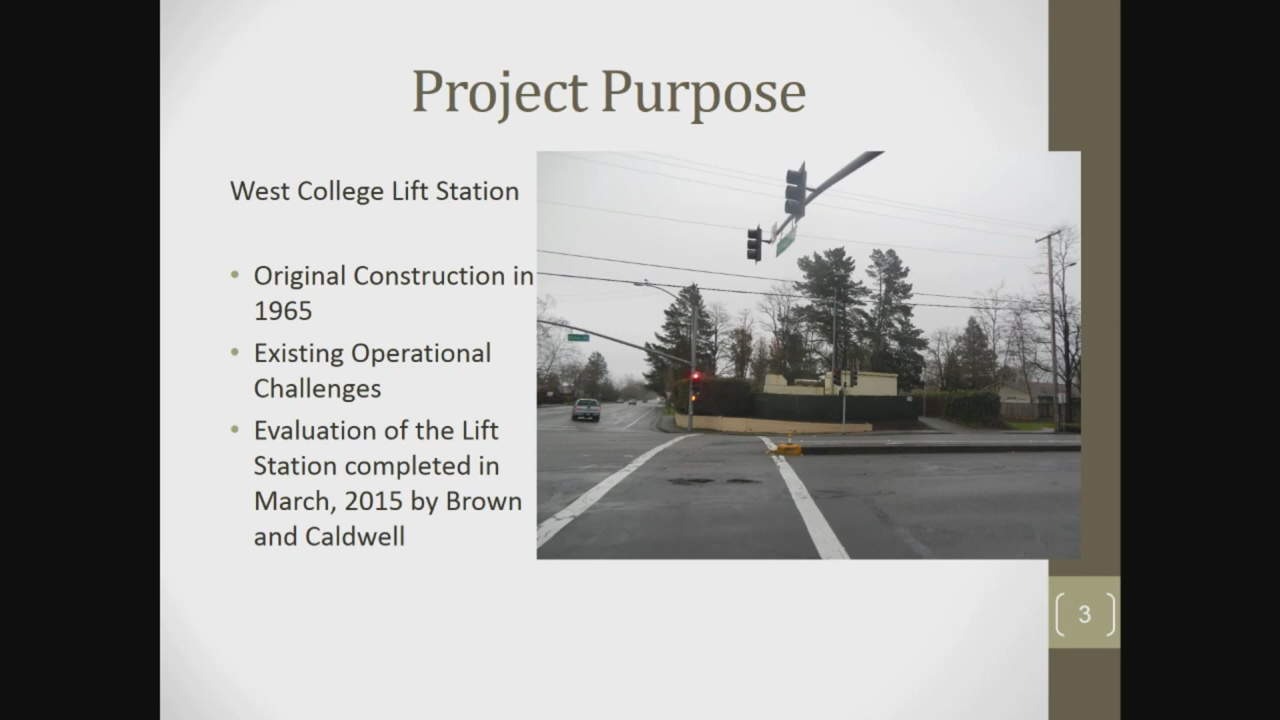 Project Purpose
West College Lift Station
• Original Construction in
1965
• Existing Operational
Challenges
• Evaluation of the Lift
Station completed in
March, 2015 by Brown
and Caldwell
3